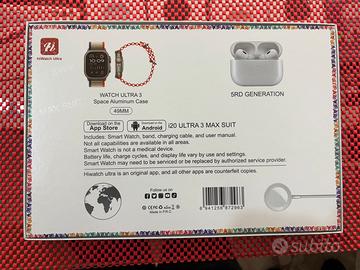 HiWatch Ultra
WATCH ULTRA 3
Space Aluminum Case
49MM
5RD GENERATION
Download on the
App Store
Download for
Android
i20 ULTRA 3 MAX SUIT
Includes: Smart Watch, band, charging cable, and user manual.
Not all capabilities are available in all areas.
Smart Watch is not a medical device.
Battery life, charge cycles, and display life vary by use and settings.
Smart Watch may need to be serviced or be replaced by authorized service provider.
Hiwatch ultra is an original app, and all other apps are counterfeit copies.
Follow us on
Made in P.R.C
subito